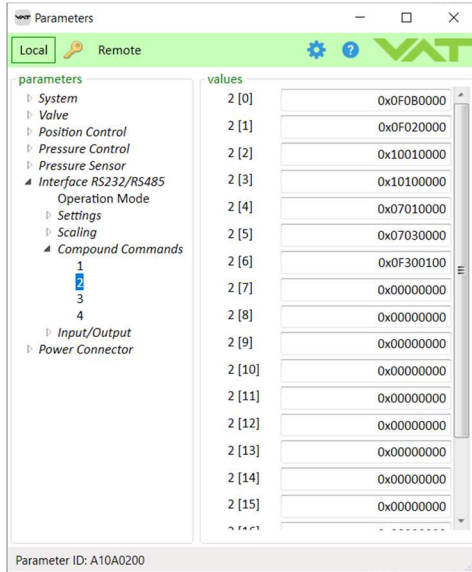 VAT Parameters
Local Remote
VAT
parameters
System
Valve
Position Control
Pressure Control
Pressure Sensor
Interface RS232/RS485
Operation Mode
Settings
Scaling
Compound Commands
1
2
3
4
Input/Output
Power Connector
values
2 [0] 0x0F0B0000
2 [1] 0x0F020000
2 [2] 0x10010000
2 [3] 0x10100000
2 [4] 0x07010000
2 [5] 0x07030000
2 [6] 0x0F300100
2 [7] 0x00000000
2 [8] 0x00000000
2 [9] 0x00000000
2 [10] 0x00000000
2 [11] 0x00000000
2 [12] 0x00000000
2 [13] 0x00000000
2 [14] 0x00000000
2 [15] 0x00000000
Parameter ID: A10A0200